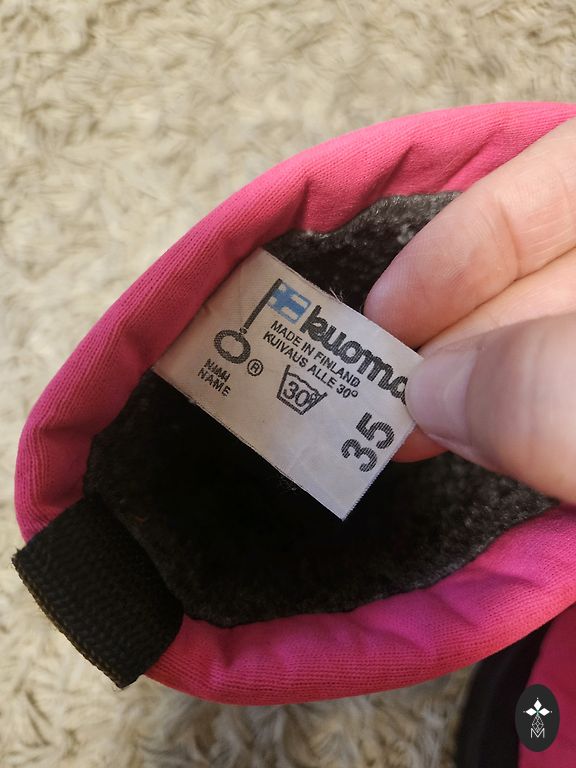 kuoma
MADE IN FINLAND
KUIVAUS ALLE 30°
®
30°
NIMI
NAME
35